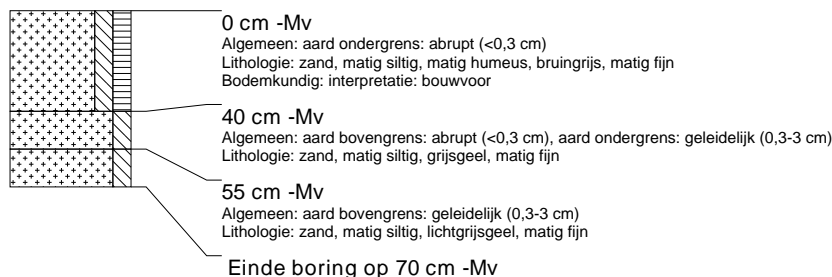 0 cm -Mv
Algemeen: aard ondergrens: abrupt (<0,3 cm)
Lithologie: zand, matig siltig, matig humeus, bruingrijs, matig fijn
Bodemkundig: interpretatie: bouwvoor
40 cm -Mv
Algemeen: aard bovengrens: abrupt (<0,3 cm), aard ondergrens: geleidelijk (0,3-3 cm)
Lithologie: zand, matig siltig, grijsgeel, matig fijn
55 cm -Mv
Algemeen: aard bovengrens: geleidelijk (0,3-3 cm)
Lithologie: zand, matig siltig, lichtgrijsgeel, matig fijn
Einde boring op 70 cm -Mv